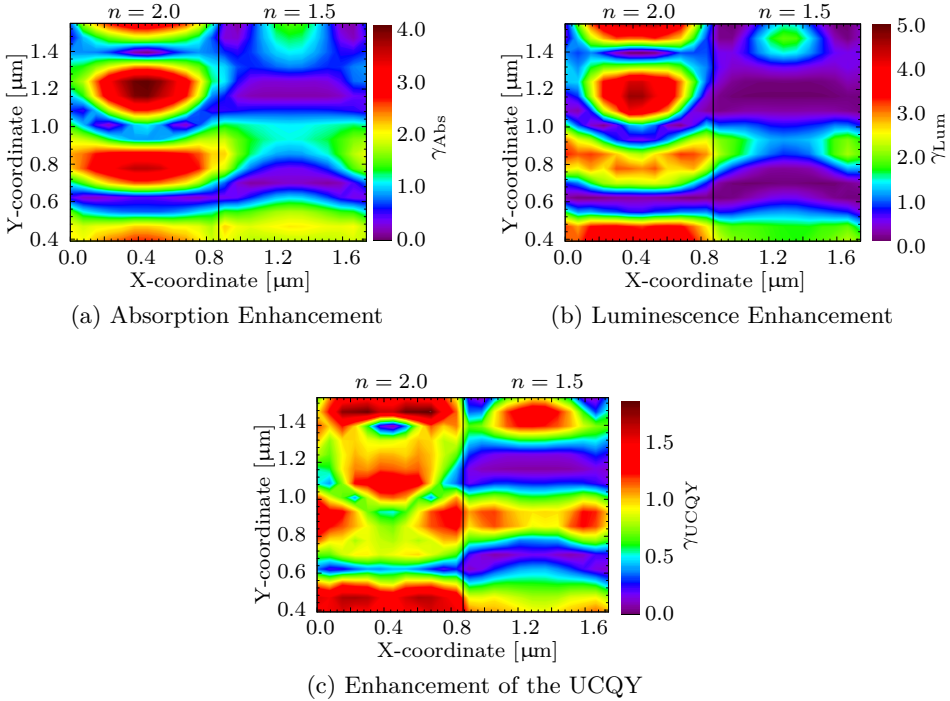 n = 2.0 n = 1.5
1.4
1.2
1.0
0.8
0.6
0.4
Y-coordinate [µm]
0.0 0.4 0.8 1.2 1.6
X-coordinate [µm]
4.0
3.0
2.0
1.0
0.0
γAbs
(a) Absorption Enhancement
n = 2.0 n = 1.5
1.4
1.2
1.0
0.8
0.6
0.4
Y-coordinate [µm]
0.0 0.4 0.8 1.2 1.6
X-coordinate [µm]
5.0
4.0
3.0
2.0
1.0
0.0
γLum
(b) Luminescence Enhancement
n = 2.0 n = 1.5
1.4
1.2
1.0
0.8
0.6
0.4
Y-coordinate [µm]
0.0 0.4 0.8 1.2 1.6
X-coordinate [µm]
1.5
1.0
0.5
0.0
γUCQY
(c) Enhancement of the UCQY